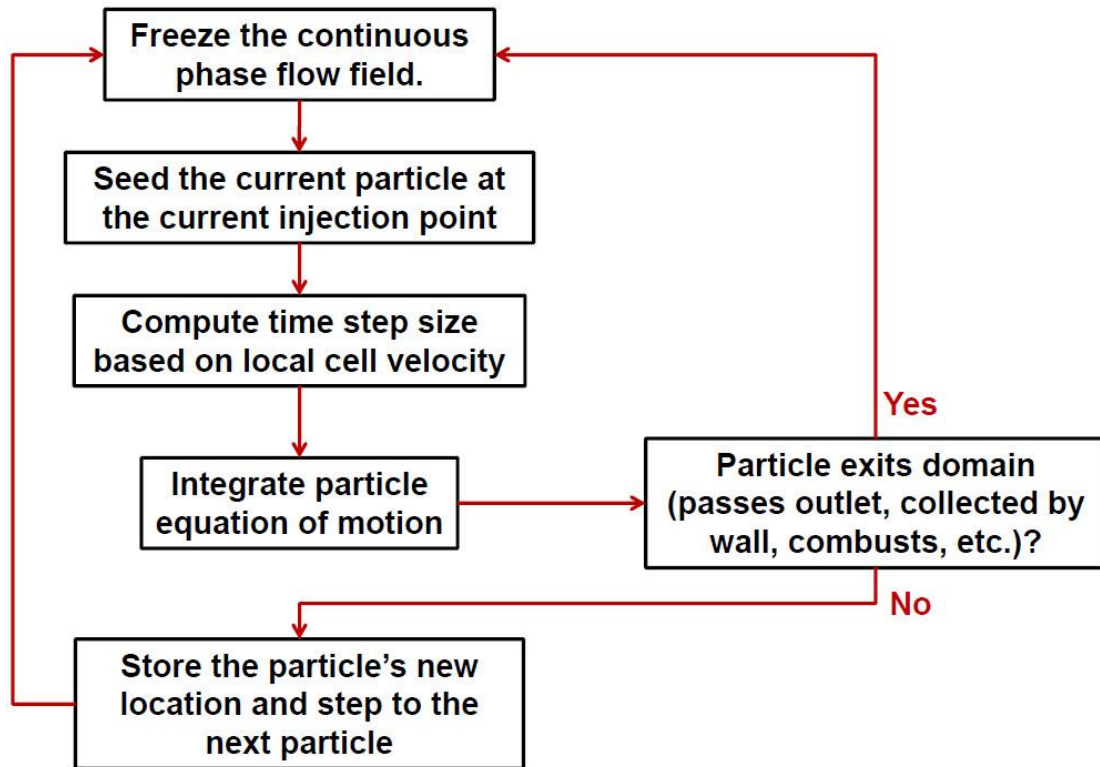 Freeze the continuous
phase flow field.
Seed the current particle at
the current injection point
Compute time step size
based on local cell velocity
Integrate particle
equation of motion
Yes
Particle exits domain
(passes outlet, collected by
wall, combusts, etc.)?
No
Store the particle’s new
location and step to the
next particle